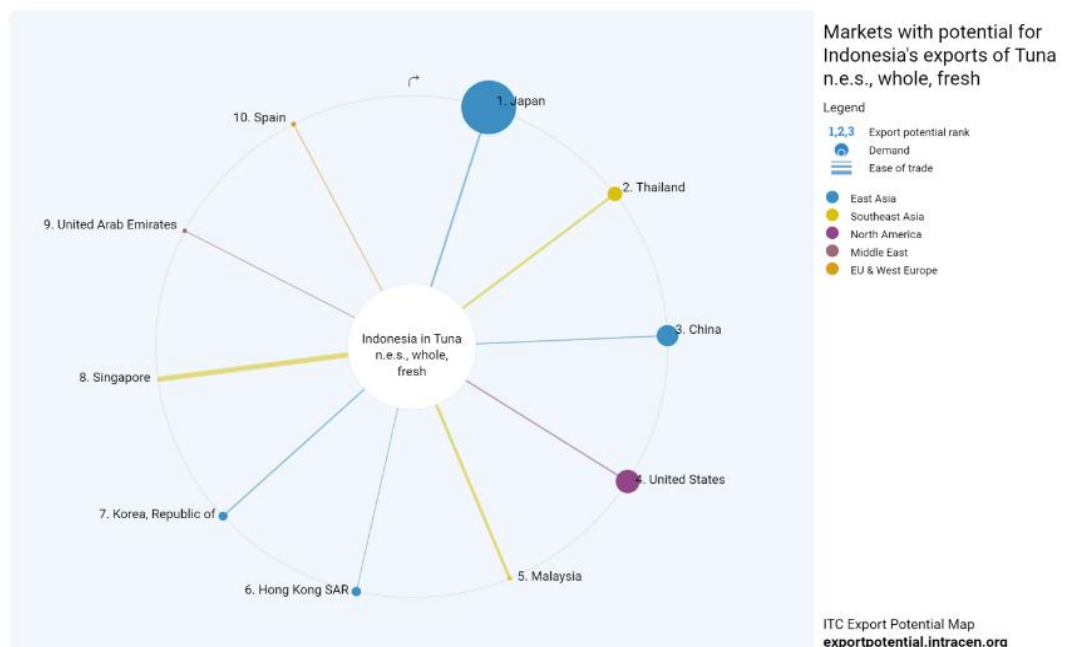 Markets with potential for
Indonesia's exports of Tuna
n.e.s., whole, fresh
Legend
1,2,3 Export potential rank
Demand
Ease of trade
East Asia
Southeast Asia
North America
Middle East
EU & West Europe
1. Japan
2. Thailand
3. China
4. United States
5. Malaysia
6. Hong Kong SAR
7. Korea, Republic of
8. Singapore
9. United Arab Emirates
10. Spain
Indonesia in Tuna
n.e.s., whole,
fresh
ITC Export Potential Map
exportpotential.intracen.org